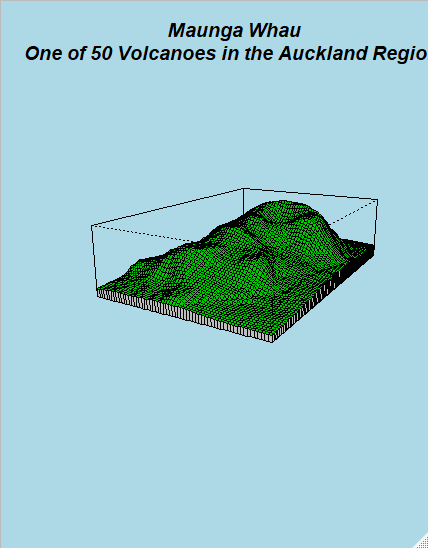 Maunga Whau
One of 50 Volcanoes in the Auckland Regio